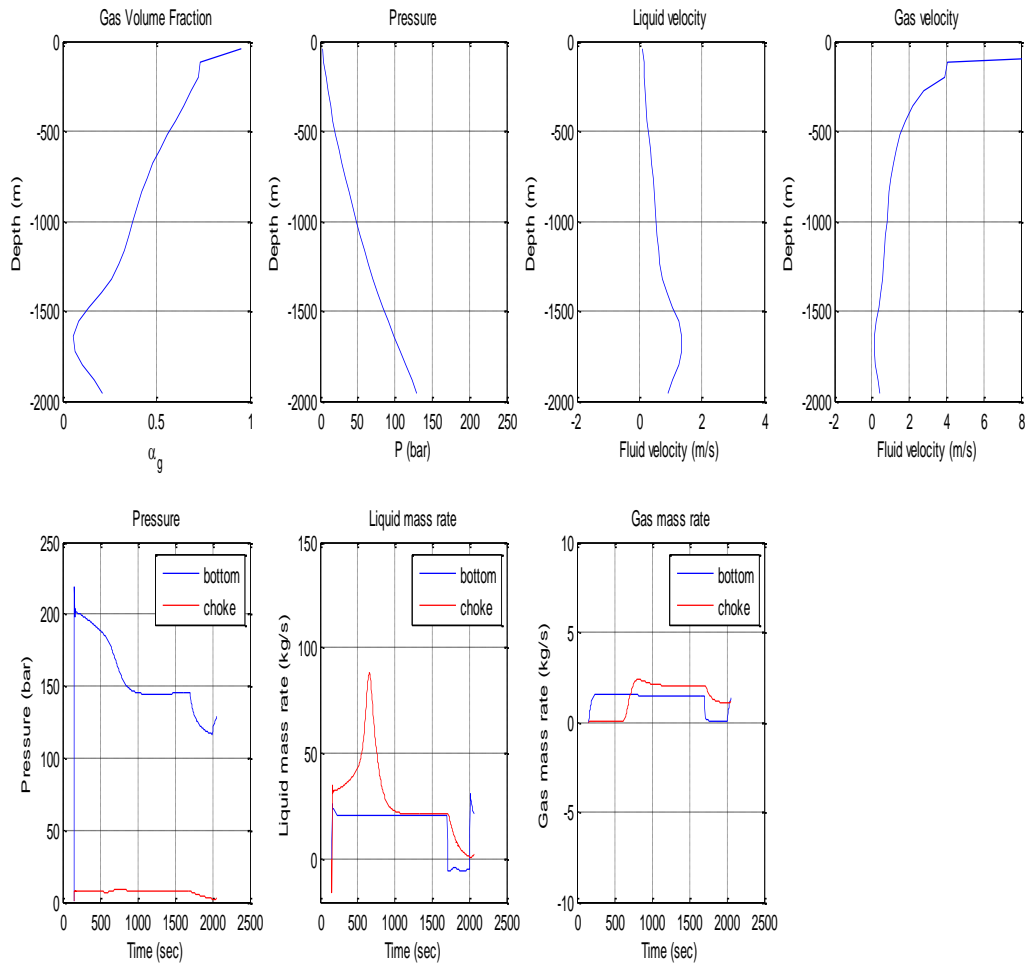 Gas Volume Fraction
Pressure
Liquid velocity
Gas velocity
0
-500
-1000
-1500
-2000
0
-500
-1000
-1500
-2000
0
-500
-1000
-1500
-2000
0
-500
-1000
-1500
-2000
Depth (m)
Depth (m)
Depth (m)
Depth (m)
0 0.5 1
0 50 100 150 200 250
-2 0 2 4
-2 0 2 4 6 8
αg
P (bar)
Fluid velocity (m/s)
Fluid velocity (m/s)
Pressure
Liquid mass rate
Gas mass rate
250
200
150
100
50
0
150
100
50
0
10
5
0
-5
-10
bottom
choke
bottom
choke
bottom
choke
Pressure (bar)
Liquid mass rate (kg/s)
Gas mass rate (kg/s)
0 500 1000 1500 2000 2500
0 500 1000 1500 2000 2500
0 500 1000 1500 2000 2500
Time (sec)
Time (sec)
Time (sec)